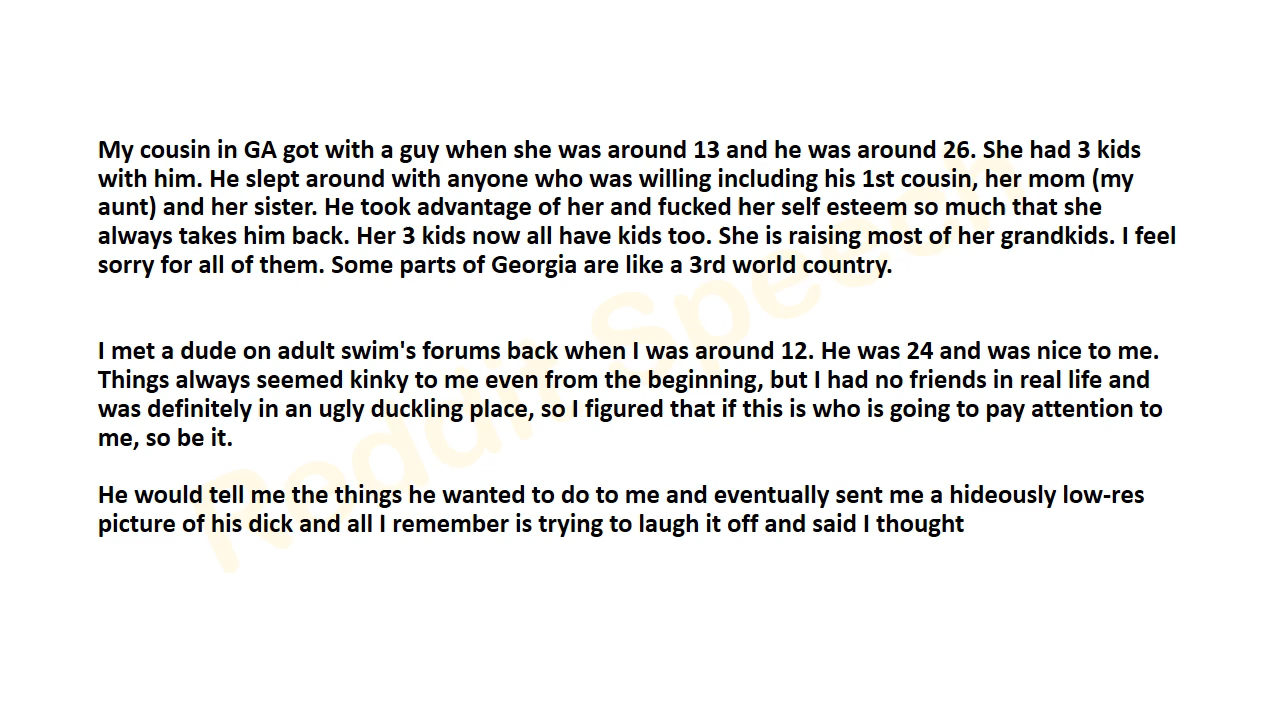 My cousin in GA got with a guy when she was around 13 and he was around 26. She had 3 kids
with him. He slept around with anyone who was willing including his 1st cousin, her mom (my
aunt) and her sister. He took advantage of her and fucked her self esteem so much that she
always takes him back. Her 3 kids now all have kids too. She is raising most of her grandkids. I feel
sorry for all of them. Some parts of Georgia are like a 3rd world country.
I met a dude on adult swim's forums back when I was around 12. He was 24 and was nice to me.
Things always seemed kinky to me even from the beginning, but I had no friends in real life and
was definitely in an ugly duckling place, so I figured that if this is who is going to pay attention to
me, so be it.
He would tell me the things he wanted to do to me and eventually sent me a hideously low-res
picture of his dick and all I remember is trying to laugh it off and said I thought